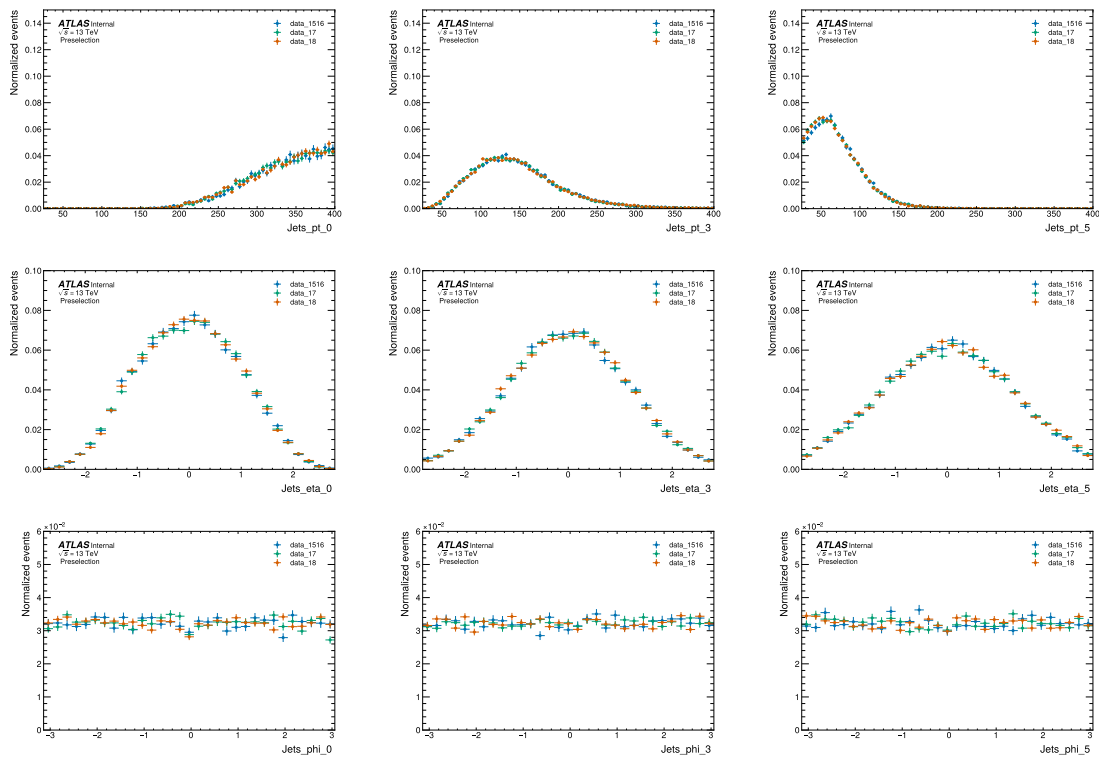 Normalized events
0.14
0.12
0.10
0.08
0.06
0.04
0.02
0.00
ATLAS Internal
√s = 13 TeV
Preselection
data_1516
data_17
data_18
50 100 150 200 250 300 350 400
Jets_pt_0
Normalized events
0.14
0.12
0.10
0.08
0.06
0.04
0.02
0.00
ATLAS Internal
√s = 13 TeV
Preselection
data_1516
data_17
data_18
50 100 150 200 250 300 350 400
Jets_pt_3
Normalized events
0.14
0.12
0.10
0.08
0.06
0.04
0.02
0.00
ATLAS Internal
√s = 13 TeV
Preselection
data_1516
data_17
data_18
50 100 150 200 250 300 350 400
Jets_pt_5
Normalized events
0.10
0.08
0.06
0.04
0.02
0.00
ATLAS Internal
√s = 13 TeV
Preselection
data_1516
data_17
data_18
−2 −1 0 1 2
Jets_eta_0
Normalized events
0.10
0.08
0.06
0.04
0.02
0.00
ATLAS Internal
√s = 13 TeV
Preselection
data_1516
data_17
data_18
−2 −1 0 1 2
Jets_eta_3
Normalized events
0.10
0.08
0.06
0.04
0.02
0.00
ATLAS Internal
√s = 13 TeV
Preselection
data_1516
data_17
data_18
−2 −1 0 1 2
Jets_eta_5
×10⁻²
Normalized events
6
5
4
3
2
1
0
ATLAS Internal
√s = 13 TeV
Preselection
data_1516
data_17
data_18
−3 −2 −1 0 1 2 3
Jets_phi_0
×10⁻²
Normalized events
6
5
4
3
2
1
0
ATLAS Internal
√s = 13 TeV
Preselection
data_1516
data_17
data_18
−3 −2 −1 0 1 2 3
Jets_phi_3
×10⁻²
Normalized events
6
5
4
3
2
1
0
ATLAS Internal
√s = 13 TeV
Preselection
data_1516
data_17
data_18
−3 −2 −1 0 1 2 3
Jets_phi_5